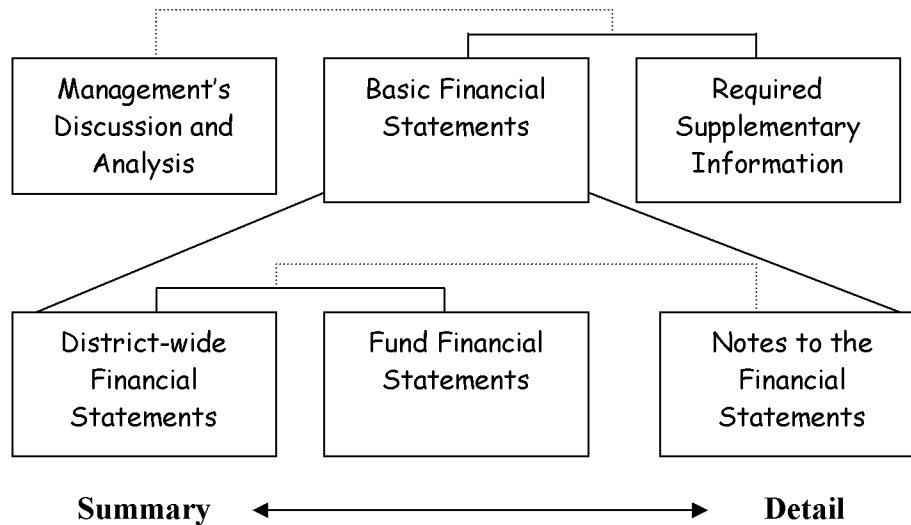 Management's
Discussion and
Analysis
Basic Financial
Statements
Required
Supplementary
Information
District-wide
Financial
Statements
Fund Financial
Statements
Notes to the
Financial
Statements
Summary
Detail